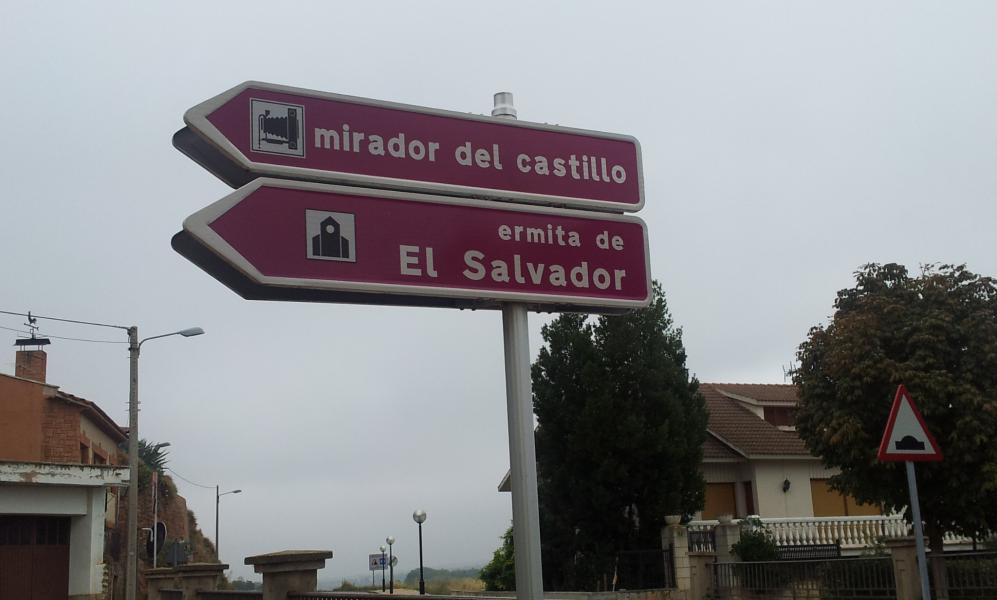 mirador del castillo
ermita de
El Salvador